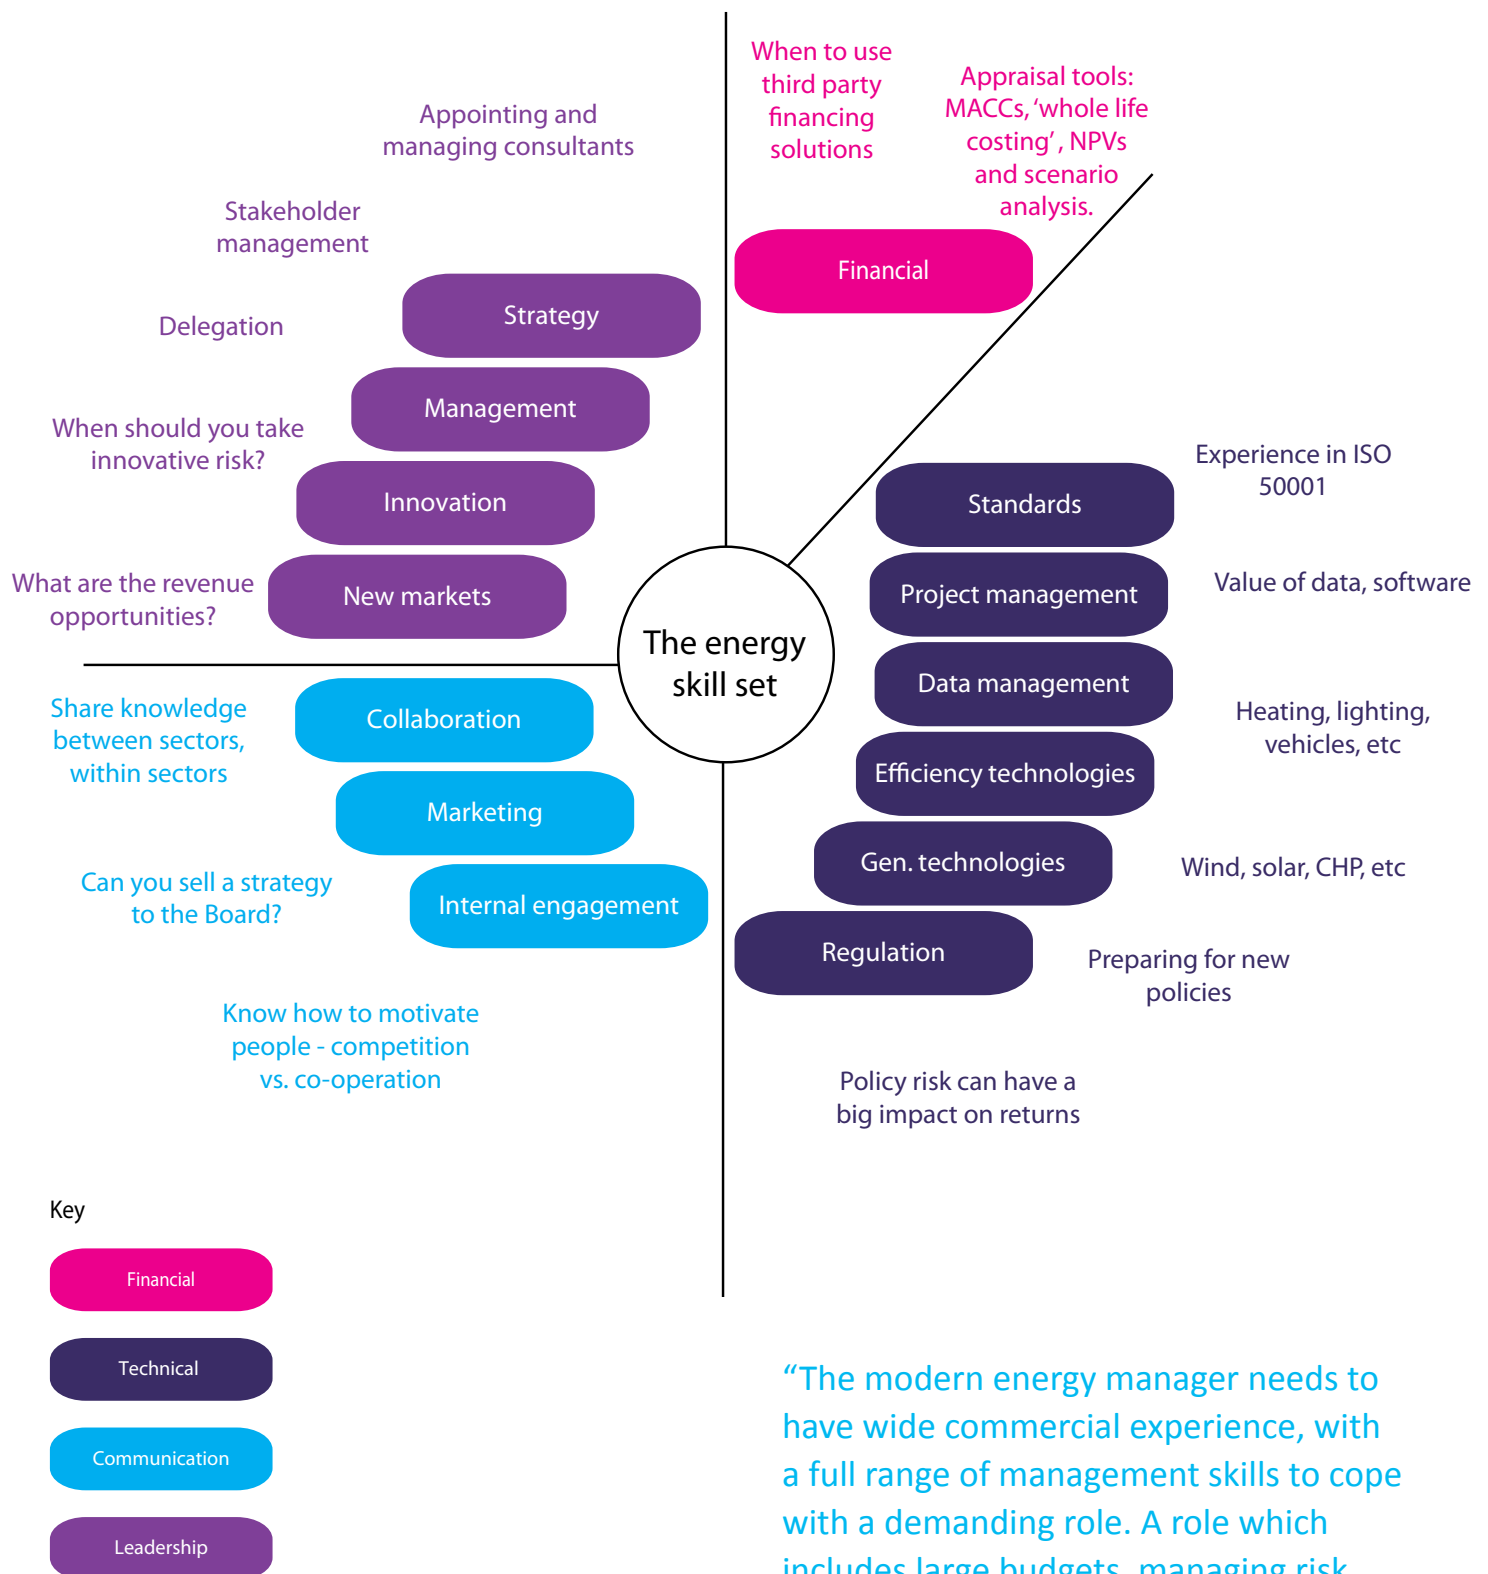 When to use
third party
financing
solutions
Appraisal tools:
MACCs, ‘whole life
costing’ , NPVs
and scenario
analysis.
Financial
Appointing and
managing consultants
Stakeholder
management
Delegation
When should you take
innovative risk?
What are the revenue
opportunities?
Strategy
Management
Innovation
New markets
The energy
skill set
Standards
Project management
Data management
Efficiency technologies
Gen. technologies
Regulation
Experience in ISO
50001
Value of data, software
Heating, lighting,
vehicles, etc
Wind, solar, CHP, etc
Preparing for new
policies
Policy risk can have a
big impact on returns
Share knowledge
between sectors,
within sectors
Collaboration
Marketing
Internal engagement
Can you sell a strategy
to the Board?
Know how to motivate
people - competition
vs. co-operation
Key
Financial
Technical
Communication
Leadership
“The modern energy manager needs to
have wide commercial experience, with
a full range of management skills to cope
with a demanding role. A role which
includes large budgets, managing risk